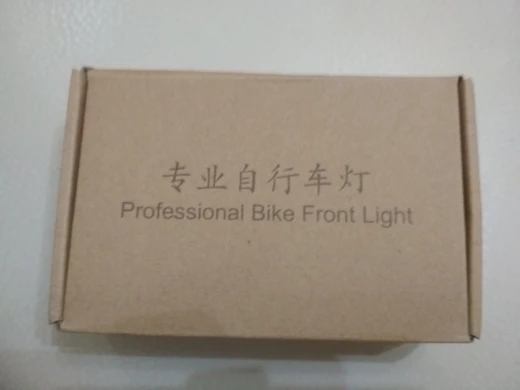 专业自行车灯
Professional Bike Front Light